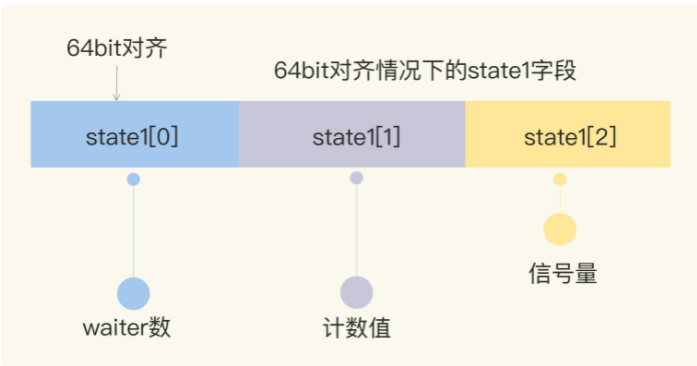 64bit对齐
64bit对齐情况下的state1字段
state1[0]
state1[1]
state1[2]
信号量
waiter数
计数值